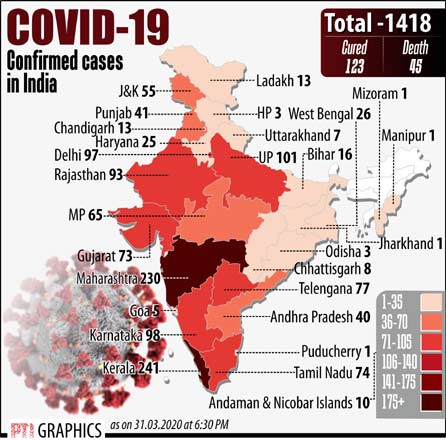 COVID-19
Confirmed cases
in India
Total -1418
Cured
123
Death
45
Ladakh 13
J&K 55
Mizoram 1
Punjab 41
HP 3
West Bengal 26
Chandigarh 13
Uttarakhand 7
Manipur 1
Haryana 25
Delhi 97
UP 101
Bihar 16
Rajasthan 93
MP 65
Jharkhand 1
Gujarat 73
Odisha 3
Maharashtra 230
Chhattisgarh 8
Telengana 77
Goa 5
Andhra Pradesh 40
Karnataka 98
Puducherry 1
Kerala 241
Tamil Nadu 74
Andaman & Nicobar Islands 10
1-35
36-70
71-105
106-140
141-175
175+
PTI GRAPHICS
as on 31.03.2020 at 6:30 PM